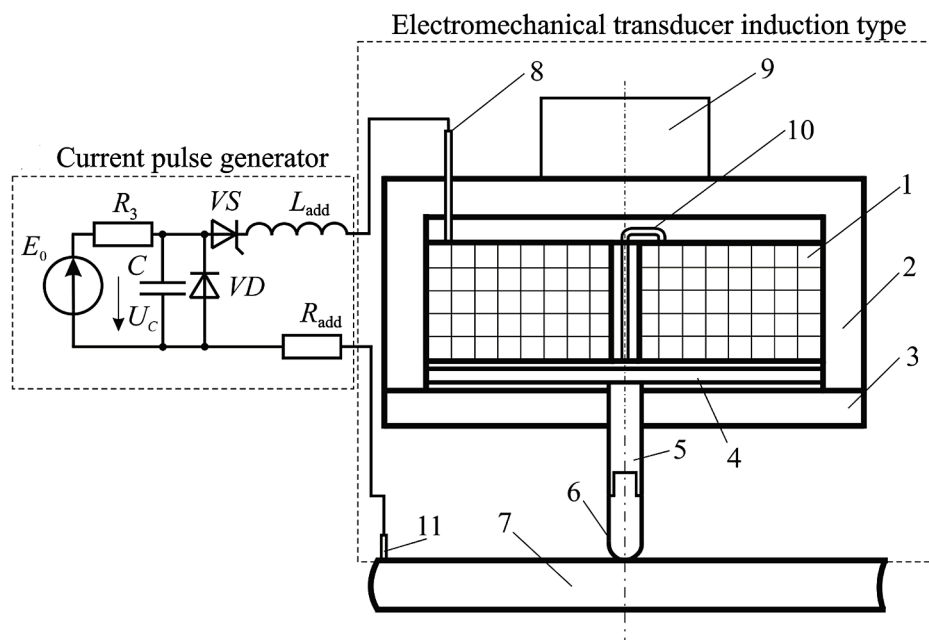 Electromechanical transducer induction type
8
9
10
Current pulse generator
1
R3
VS
Ladd
E0
2
C
VD
UC
Radd
3
5
4
6
11
7